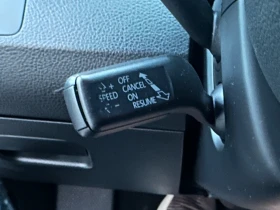 OFF
+ CANCEL
SPEED ON
- RESUME